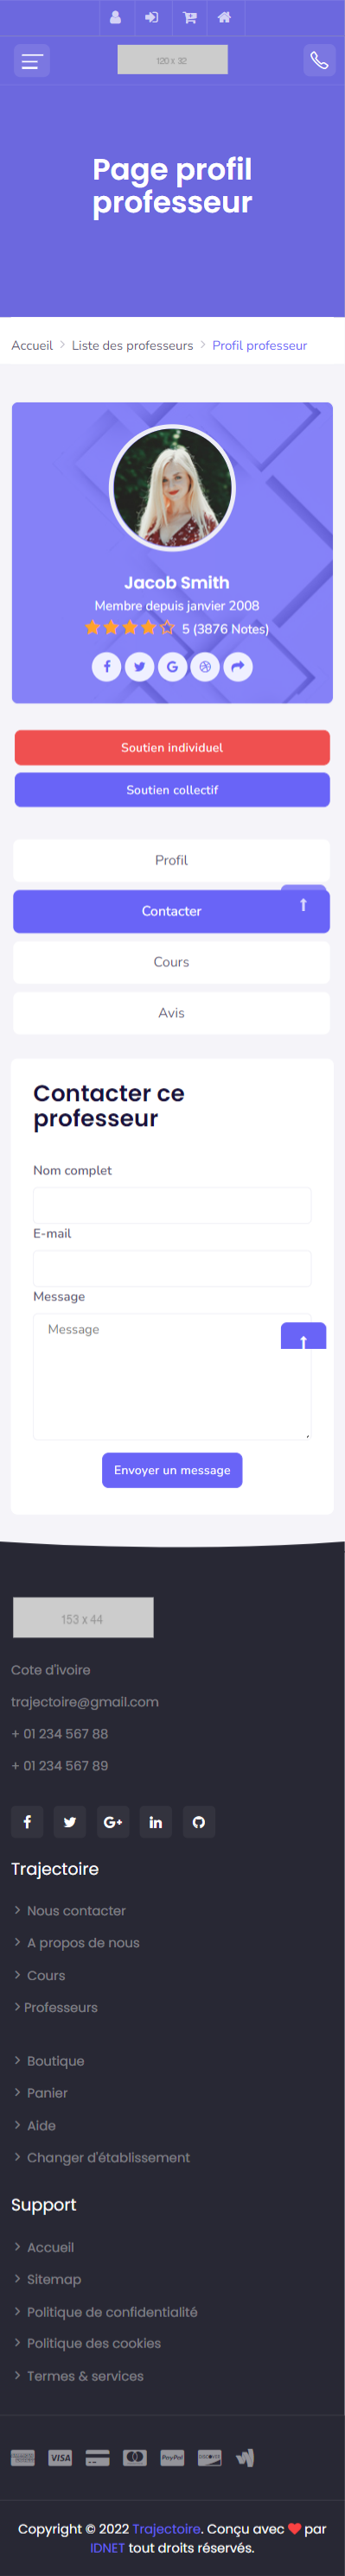 120 x 32
Page profil
professeur
Accueil > Liste des professeurs > Profil professeur
Jacob Smith
Membre depuis janvier 2008
5 (3876 Notes)
Soutien individuel
Soutien collectif
Profil
Contacter
Cours
Avis
Contacter ce
professeur
Nom complet
E-mail
Message
Message
Envoyer un message
153 x 44
Cote d'ivoire
trajectoire@gmail.com
+ 01 234 567 88
+ 01 234 567 89
Trajectoire
> Nous contacter
> A propos de nous
> Cours
> Professeurs
> Boutique
> Panier
> Aide
> Changer d'établissement
Support
> Accueil
> Sitemap
> Politique de confidentialité
> Politique des cookies
> Termes & services
VISA PayPal DISCOVER
Copyright © 2022 Trajectoire. Conçu avec ❤ par
IDNET tout droits réservés.